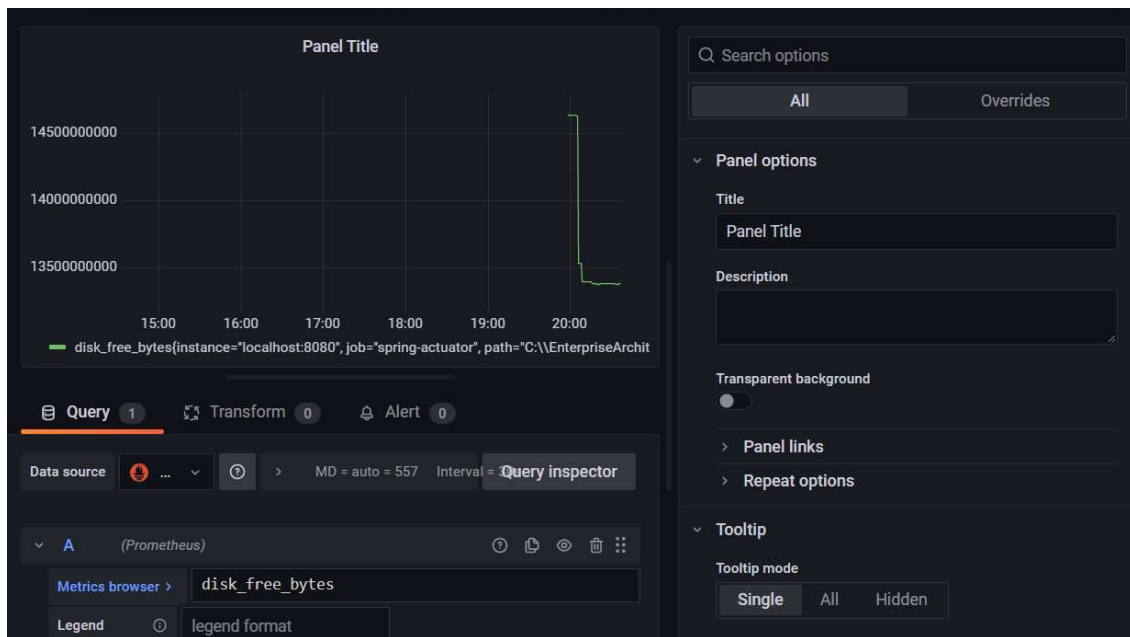 Panel Title
14500000000
14000000000
13500000000
15:00 16:00 17:00 18:00 19:00 20:00
disk_free_bytes{instance="localhost:8080", job="spring-actuator", path="C:\\EnterpriseArchit
Query 1 Transform 0 Alert 0
Data source ... MD = auto = 557 Interval = Query inspector
A (Prometheus)
Metrics browser > disk_free_bytes
Legend legend format
Search options
All Overrides
Panel options
Title
Panel Title
Description
Transparent background
Panel links
Repeat options
Tooltip
Tooltip mode
Single All Hidden